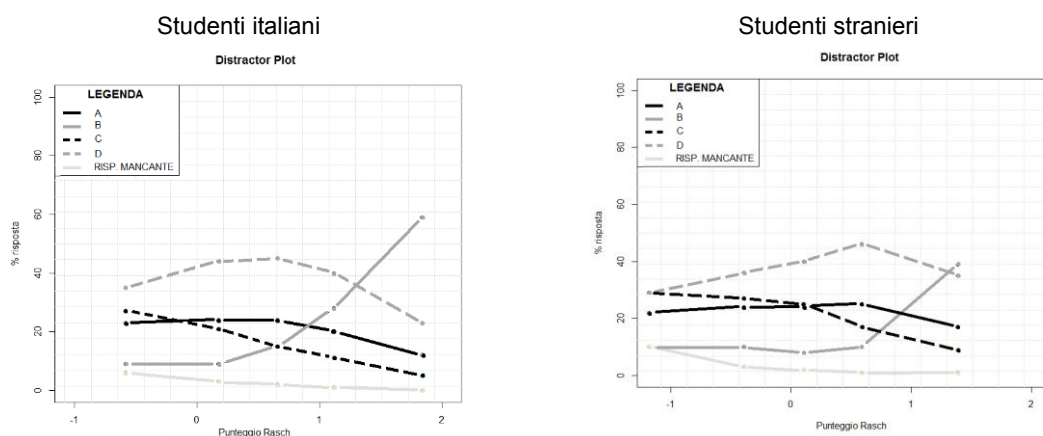 Studenti italiani
Distractor Plot
LEGENDA
A
B
C
D
RISP. MANCANTE
% risposta
100
80
60
40
20
0
-1
0
1
2
Punteggio Rasch
Studenti stranieri
Distractor Plot
LEGENDA
A
B
C
D
RISP. MANCANTE
% risposta
100
80
60
40
20
0
-1
0
1
2
Punteggio Rasch